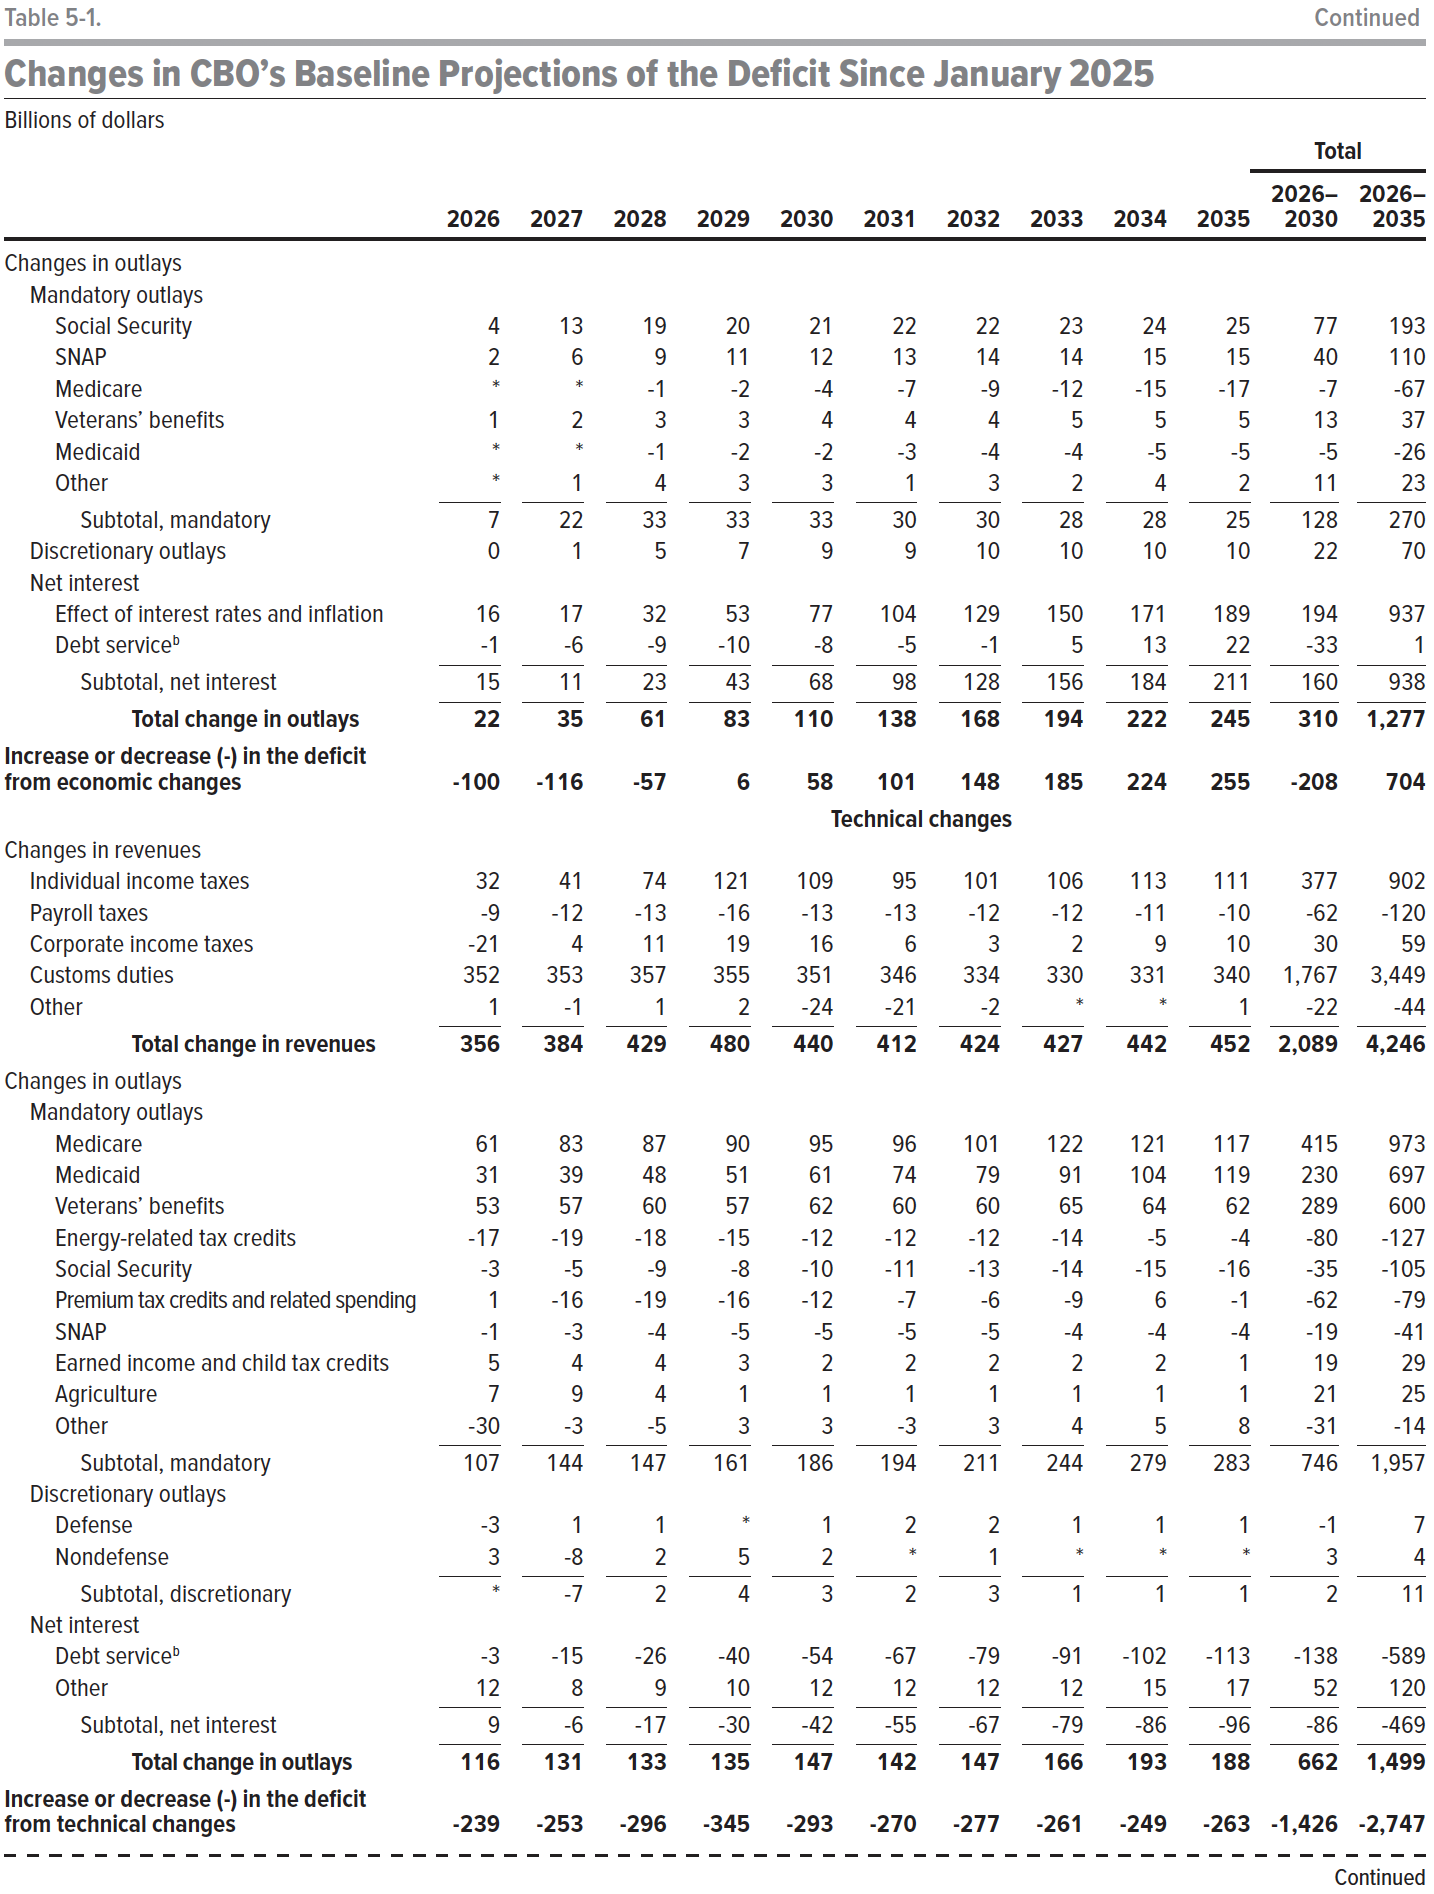 Table 5-1. Continued
Changes in CBO’s Baseline Projections of the Deficit Since January 2025
Billions of dollars
Total
2026– 2026–
2026 2027 2028 2029 2030 2031 2032 2033 2034 2035 2030 2035
Changes in outlays
Mandatory outlays
Social Security 4 13 19 20 21 22 22 23 24 25 77 193
SNAP 2 6 9 11 12 13 14 14 15 15 40 110
Medicare * * -1 -2 -4 -7 -9 -12 -15 -17 -7 -67
Veterans’ benefits 1 2 3 3 4 4 4 5 5 5 13 37
Medicaid * * -1 -2 -2 -3 -4 -4 -5 -5 -5 -26
Other * 1 4 3 3 1 3 2 4 2 11 23
Subtotal, mandatory 7 22 33 33 33 30 30 28 28 25 128 270
Discretionary outlays 0 1 5 7 9 9 10 10 10 10 22 70
Net interest
Effect of interest rates and inflation 16 17 32 53 77 104 129 150 171 189 194 937
Debt serviceᵇ -1 -6 -9 -10 -8 -5 -1 5 13 22 -33 1
Subtotal, net interest 15 11 23 43 68 98 128 156 184 211 160 938
Total change in outlays 22 35 61 83 110 138 168 194 222 245 310 1,277
Increase or decrease (-) in the deficit
from economic changes -100 -116 -57 6 58 101 148 185 224 255 -208 704
Technical changes
Changes in revenues
Individual income taxes 32 41 74 121 109 95 101 106 113 111 377 902
Payroll taxes -9 -12 -13 -16 -13 -13 -12 -12 -11 -10 -62 -120
Corporate income taxes -21 4 11 19 16 6 3 2 9 10 30 59
Customs duties 352 353 357 355 351 346 334 330 331 340 1,767 3,449
Other 1 -1 1 2 -24 -21 -2 * * 1 -22 -44
Total change in revenues 356 384 429 480 440 412 424 427 442 452 2,089 4,246
Changes in outlays
Mandatory outlays
Medicare 61 83 87 90 95 96 101 122 121 117 415 973
Medicaid 31 39 48 51 61 74 79 91 104 119 230 697
Veterans’ benefits 53 57 60 57 62 60 60 65 64 62 289 600
Energy-related tax credits -17 -19 -18 -15 -12 -12 -12 -14 -5 -4 -80 -127
Social Security -3 -5 -9 -8 -10 -11 -13 -14 -15 -16 -35 -105
Premium tax credits and related spending 1 -16 -19 -16 -12 -7 -6 -9 6 -1 -62 -79
SNAP -1 -3 -4 -5 -5 -5 -5 -4 -4 -4 -19 -41
Earned income and child tax credits 5 4 4 3 2 2 2 2 2 1 19 29
Agriculture 7 9 4 1 1 1 1 1 1 1 21 25
Other -30 -3 -5 3 3 -3 3 4 5 8 -31 -14
Subtotal, mandatory 107 144 147 161 186 194 211 244 279 283 746 1,957
Discretionary outlays
Defense -3 1 1 * 1 2 2 1 1 1 -1 7
Nondefense 3 -8 2 5 2 * 1 * * * 3 4
Subtotal, discretionary * -7 2 4 3 2 3 1 1 1 2 11
Net interest
Debt serviceᵇ -3 -15 -26 -40 -54 -67 -79 -91 -102 -113 -138 -589
Other 12 8 9 10 12 12 12 12 15 17 52 120
Subtotal, net interest 9 -6 -17 -30 -42 -55 -67 -79 -86 -96 -86 -469
Total change in outlays 116 131 133 135 147 142 147 166 193 188 662 1,499
Increase or decrease (-) in the deficit
from technical changes -239 -253 -296 -345 -293 -270 -277 -261 -249 -263 -1,426 -2,747
Continued